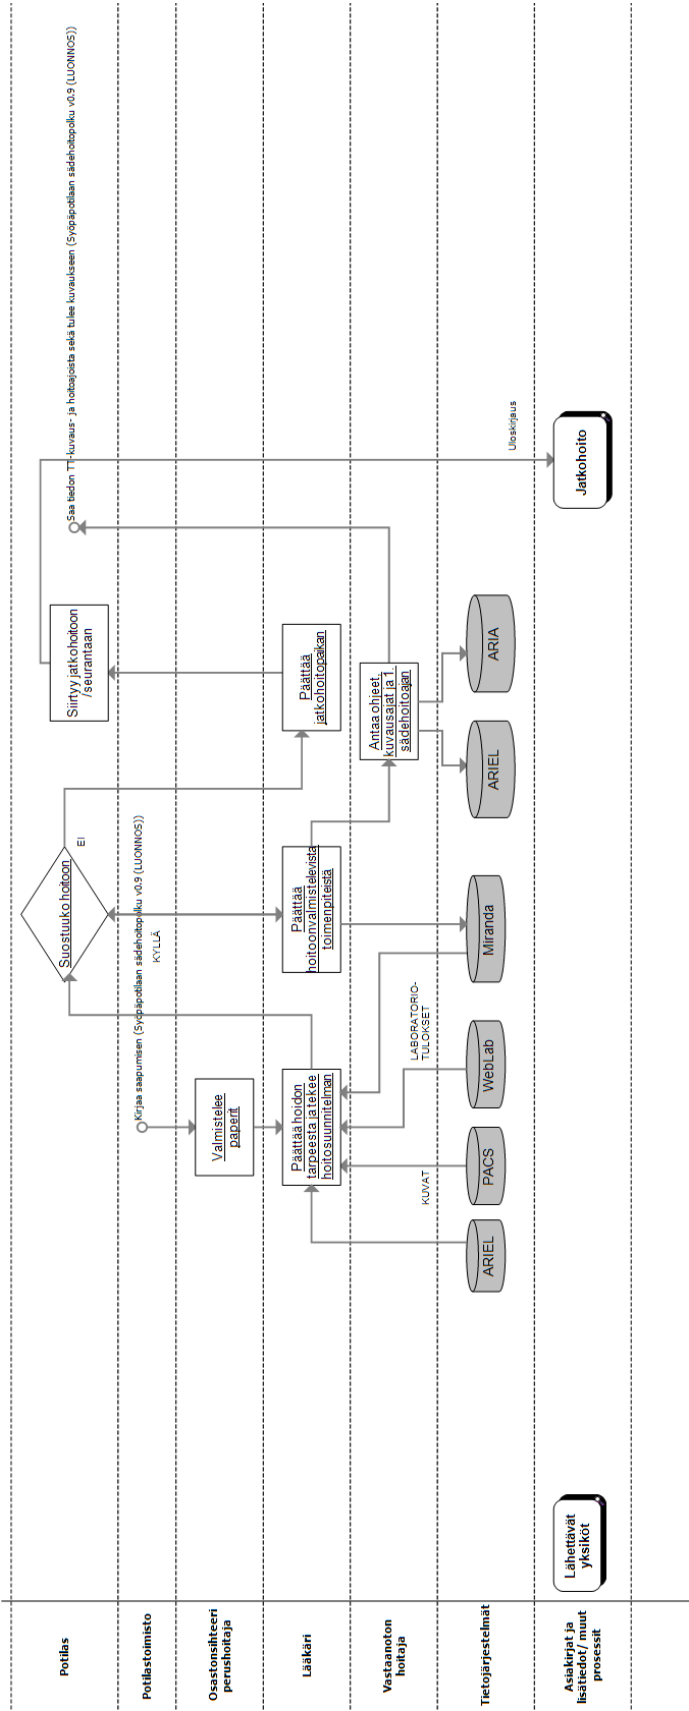 Potilas
Suostuuko hoitoon
EI
KYLLÄ
Siirtyy jatkohoitoon
/seurantaan
Saa tiedon TT-kuvaus- ja hoitoajoista sekä tulee kuvaukseen (Syöpäpotilaan sädehoitopolku v0.9 (LUONNOS))
Potilastoimisto
Kirjaa saapumisen (Syöpäpotilaan sädehoitopolku v0.9 (LUONNOS))
Osastonsihteeri
perushoitaja
Valmistelee
paperit
Lääkäri
Päättää hoidon
tarpeesta ja tekee
hoitosuunnitelman
Päättää
hoitoonvalmistelevista
toimenpiteistä
Päättää
jatkohoitopaikan
Vastaanoton
hoitaja
KUVAT
LABORATORIO-
TULOKSET
Antaa ohjeet,
kuvausajat ja 1.
sädehoitoajan
Tietojärjestelmät
ARIEL
PACS
WebLab
Miranda
ARIEL
ARIA
Uloskirjaus
Asiakirjat ja
lisätiedot/ muut
prosessit
Lähettävät
yksiköt
Jatkohoito